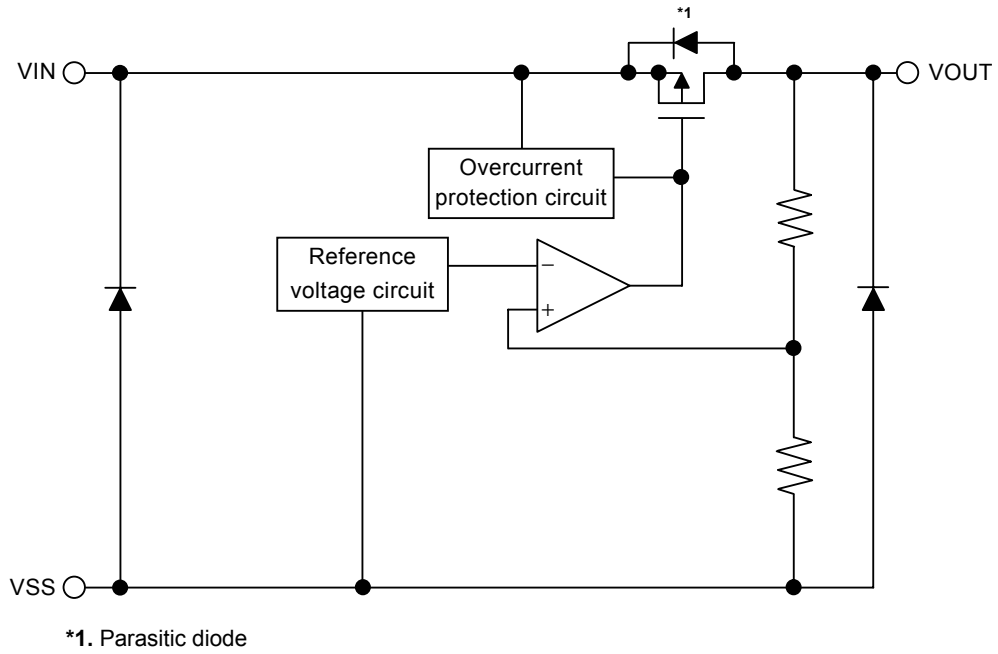 *1
VIN
VOUT
Overcurrent
protection circuit
Reference
voltage circuit
−
+
VSS
*1. Parasitic diode